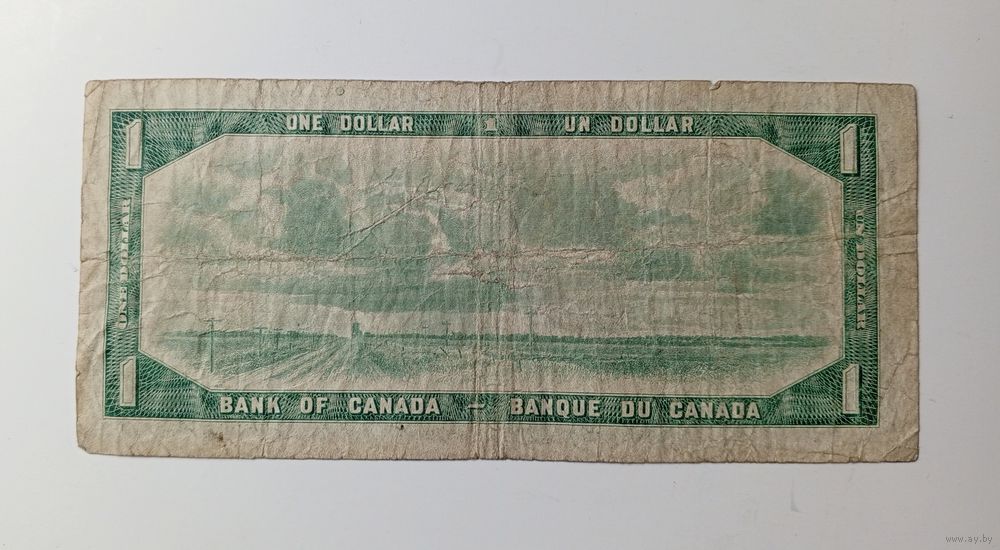 ONE DOLLAR 1 UN DOLLAR
1 1
ONE DOLLAR
UN DOLLAR
1 1
BANK OF CANADA – BANQUE DU CANADA
www.ay.by